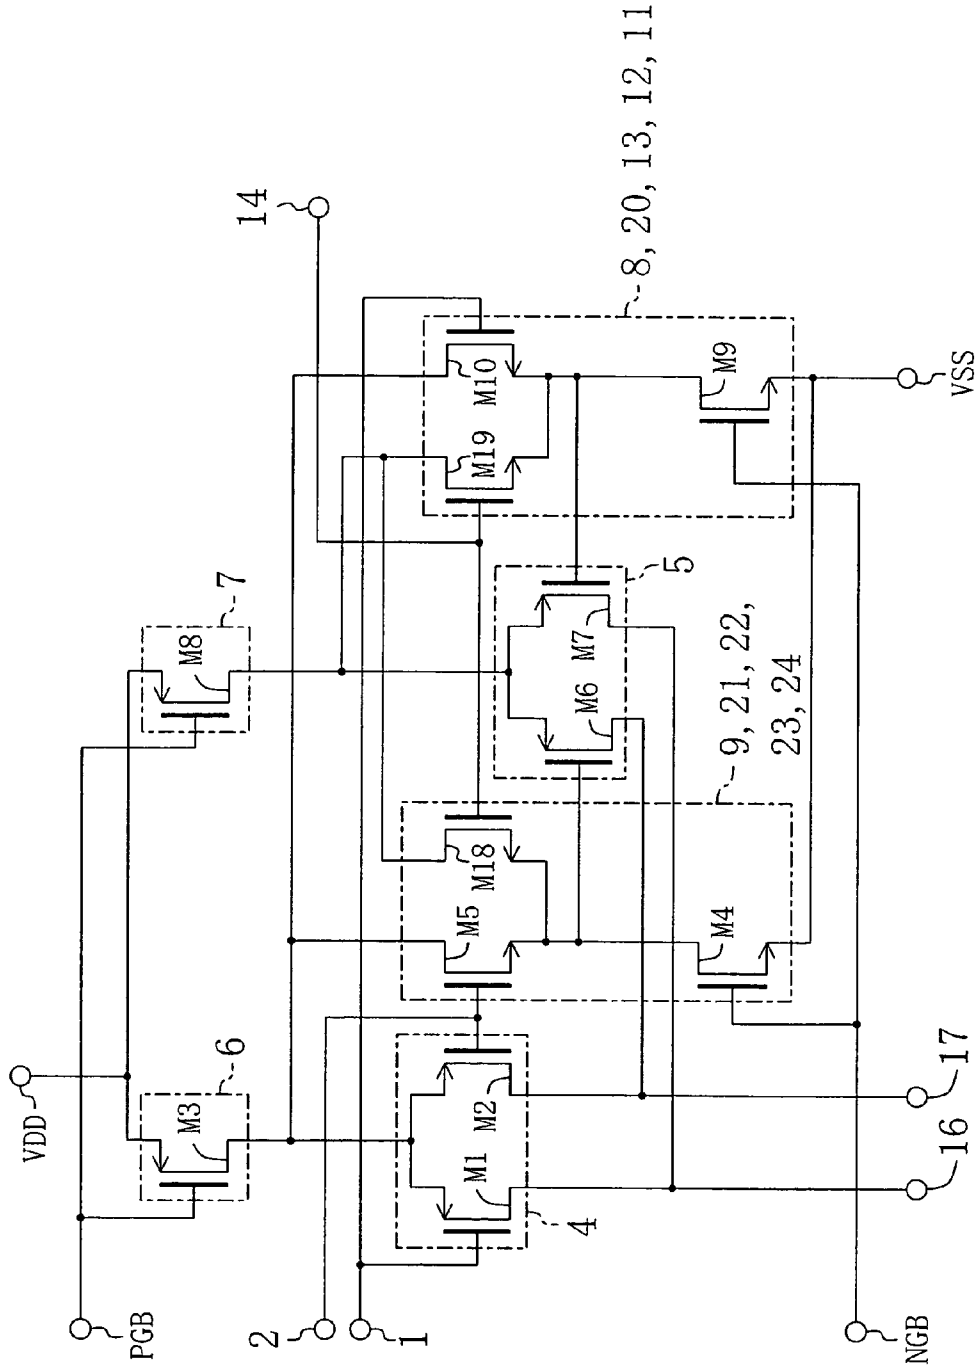 VDD
PGB
M3
6
M8
7
14
2
1
M1
M2
4
M5
M18
M4
9, 21, 22,
23, 24
M6
M7
5
M19
M10
M9
8, 20, 13, 12, 11
16
17
NGB
VSS